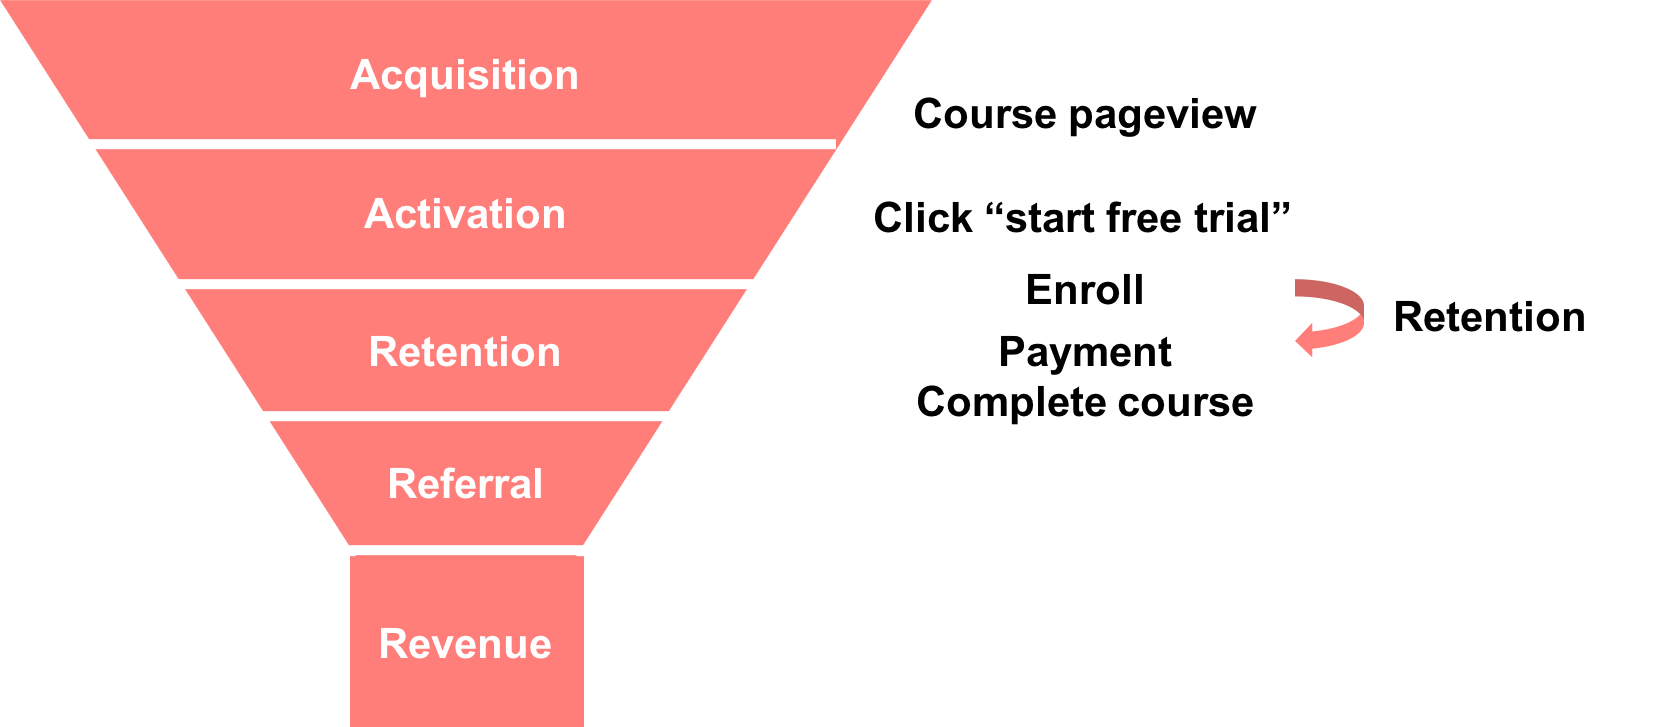 Acquisition
Course pageview
Activation
Click “start free trial”
Enroll
Retention
Retention
Payment
Complete course
Referral
Revenue